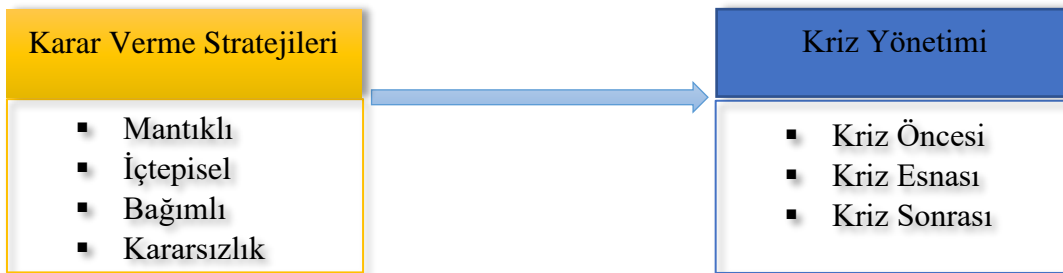 Karar Verme Stratejileri
▪ Mantıklı
▪ İçtepisel
▪ Bağımlı
▪ Kararsızlık
Kriz Yönetimi
▪ Kriz Öncesi
▪ Kriz Esnası
▪ Kriz Sonrası